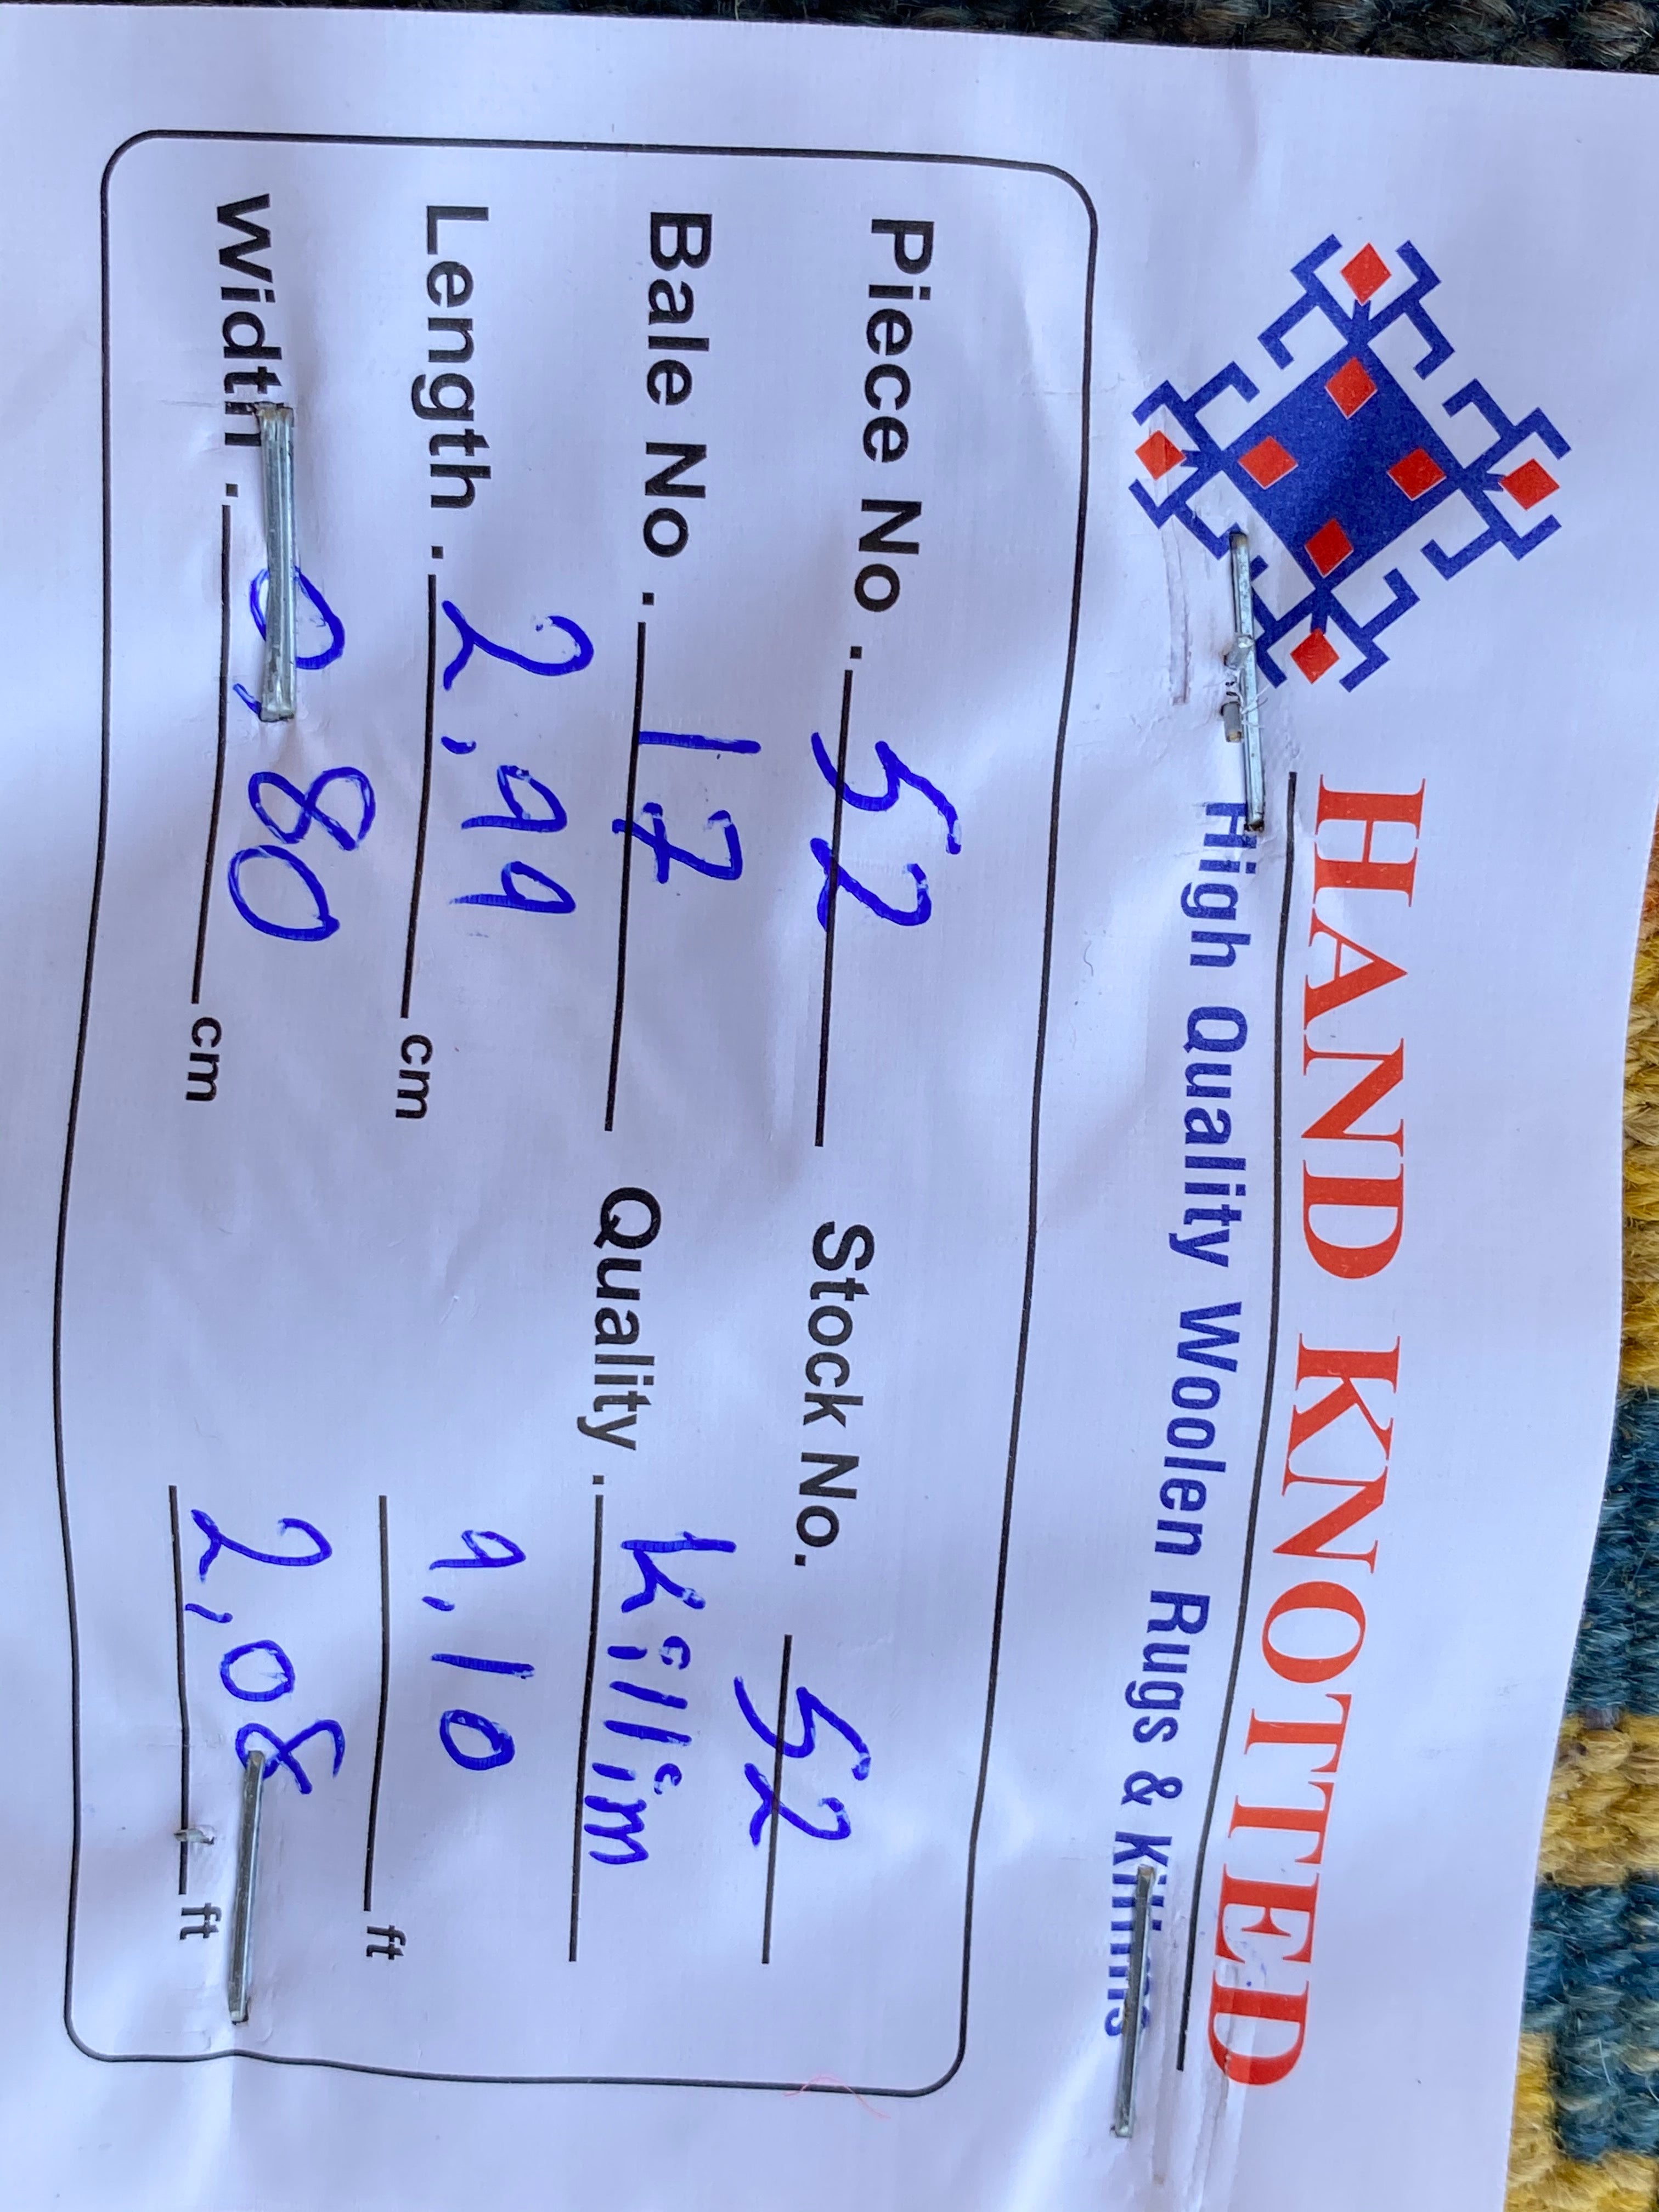 HAND KNOTTED
High Quality Woolen Rugs & Killims
Piece No. 52 Stock No. 52
Bale No. 17 Quality. killim
Length. 2,99 cm 9,10 ft
Width. 0,80 cm 2,08 ft